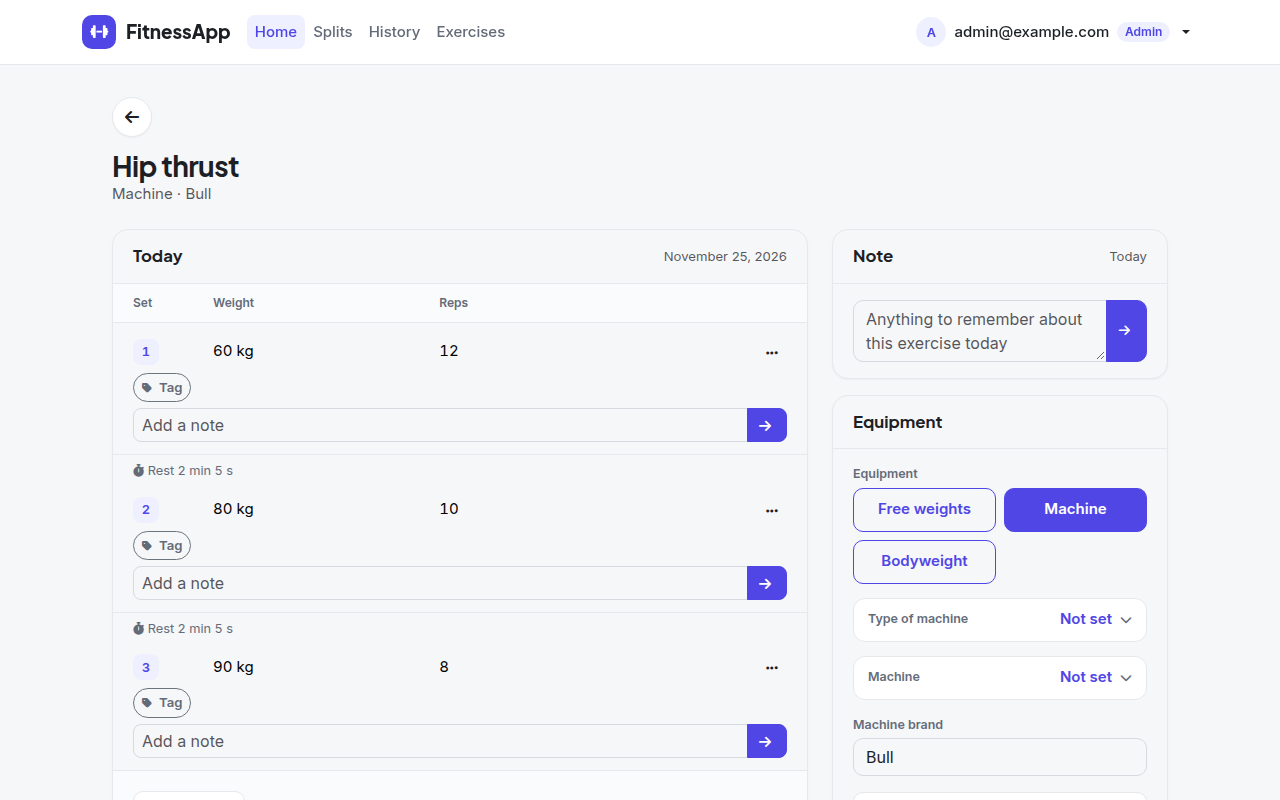 FitnessApp Home Splits History Exercises A admin@example.com Admin
Hip thrust
Machine · Bull
Today November 25, 2026
Set Weight Reps
1 60 kg 12
Tag
Add a note
Rest 2 min 5 s
2 80 kg 10
Tag
Add a note
Rest 2 min 5 s
3 90 kg 8
Tag
Add a note
Note Today
Anything to remember about
this exercise today
Equipment
Equipment
Free weights Machine
Bodyweight
Type of machine Not set
Machine Not set
Machine brand
Bull